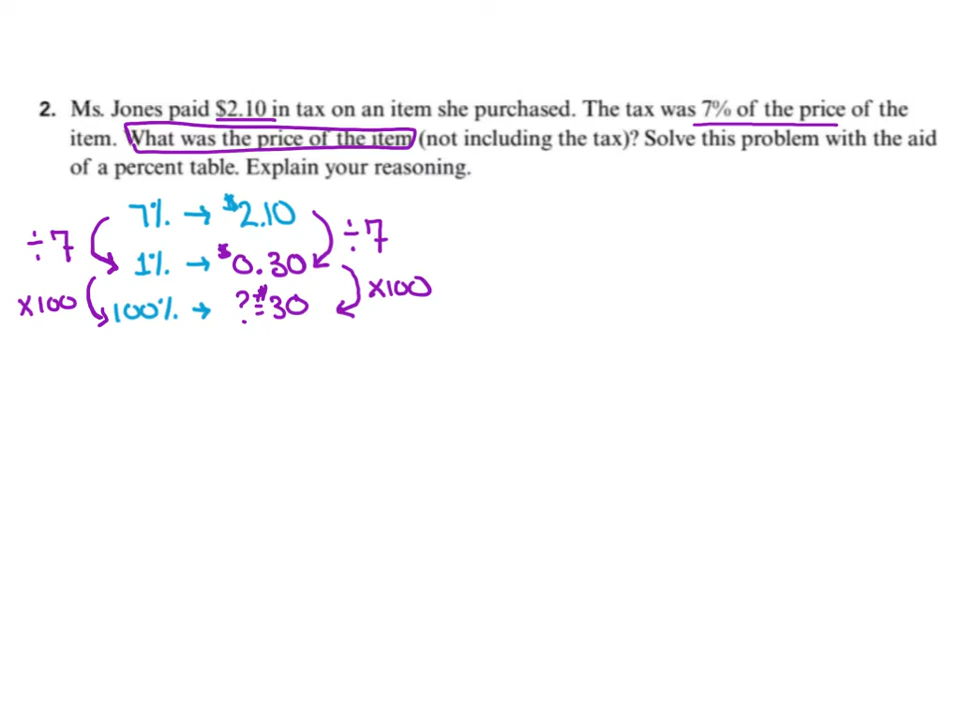 2. Ms. Jones paid $2.10 in tax on an item she purchased. The tax was 7% of the price of the
item. What was the price of the item (not including the tax)? Solve this problem with the aid
of a percent table. Explain your reasoning.
7% → $2.10
÷7 ÷7
1% → $0.30
x100 x100
100% → ? = $30